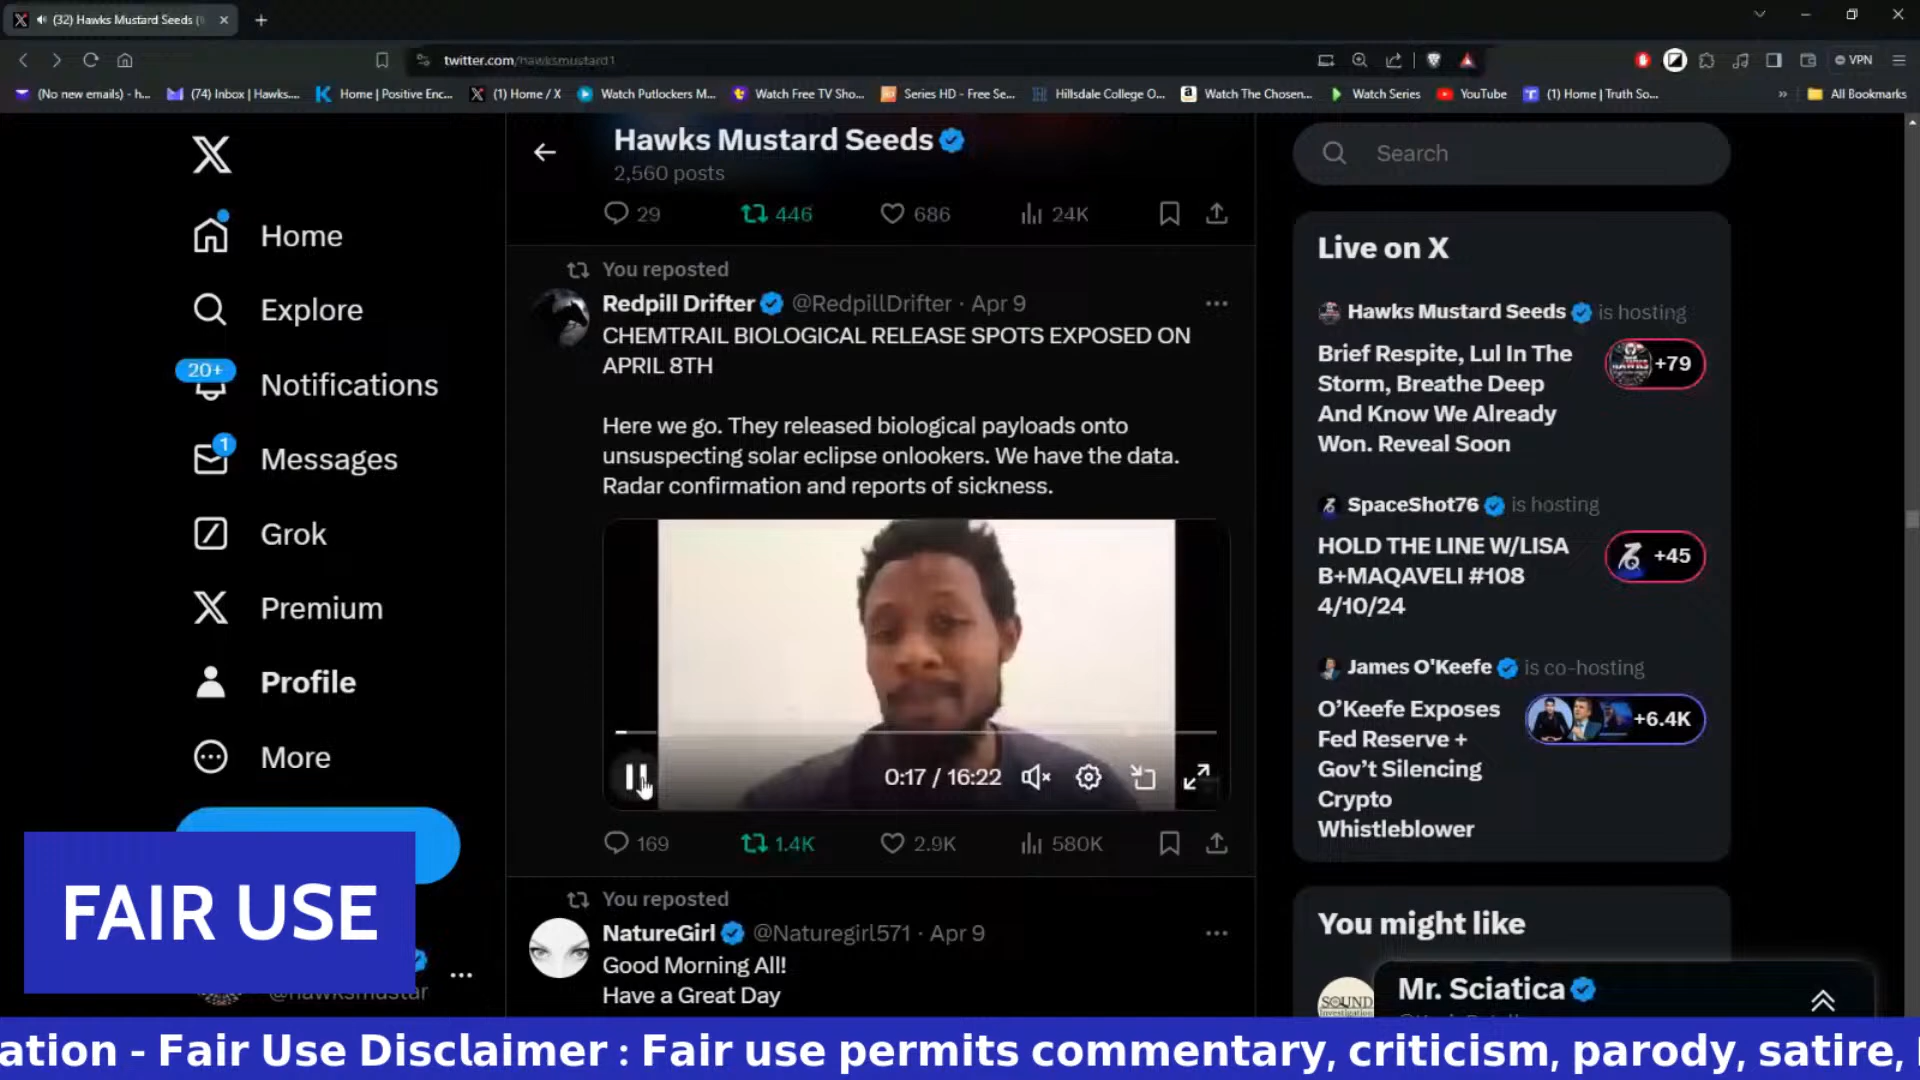 (32) Hawks Mustard Seeds (
twitter.com/hawksmustard1
VPN
(No new emails) - h...
(74) Inbox | Hawks....
Home | Positive Enc...
(1) Home / X
Watch Putlockers M...
Watch Free TV Sho...
Series HD - Free Se...
Hillsdale College O...
Watch The Chosen...
Watch Series
YouTube
(1) Home | Truth So...
All Bookmarks
Home
Explore
20+
Notifications
1
Messages
Grok
Premium
Profile
More
Hawks Mustard Seeds
2,560 posts
29
446
686
24K
You reposted
Redpill Drifter @RedpillDrifter · Apr 9
CHEMTRAIL BIOLOGICAL RELEASE SPOTS EXPOSED ON
APRIL 8TH
Here we go. They released biological payloads onto
unsuspecting solar eclipse onlookers. We have the data.
Radar confirmation and reports of sickness.
0:17 / 16:22
169
1.4K
2.9K
580K
You reposted
NatureGirl @Naturegirl571 · Apr 9
Good Morning All!
Have a Great Day
Search
Live on X
Hawks Mustard Seeds is hosting
Brief Respite, Lul In The
Storm, Breathe Deep
And Know We Already
Won. Reveal Soon
+79
SpaceShot76 is hosting
HOLD THE LINE W/LISA
B+MAQAVELI #108
4/10/24
+45
James O'Keefe is co-hosting
O'Keefe Exposes
Fed Reserve +
Gov't Silencing
Crypto
Whistleblower
+6.4K
You might like
SOUND
Mr. Sciatica
FAIR USE
@hawksmustar
ation - Fair Use Disclaimer : Fair use permits commentary, criticism, parody, satire,